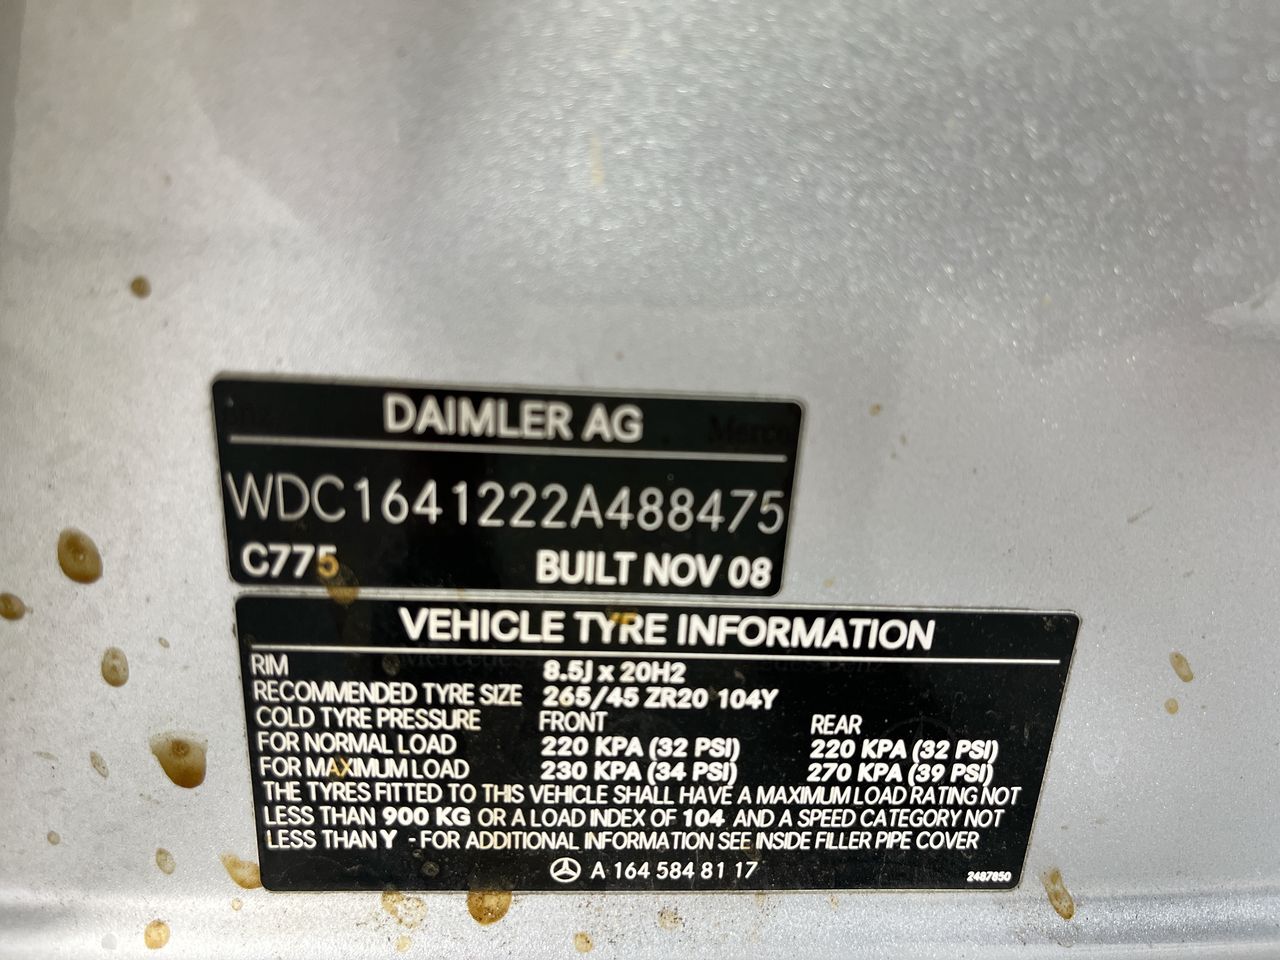 DAIMLER AG
WDC1641222A488475
C775 BUILT NOV 08
VEHICLE TYRE INFORMATION
RIM 8.5J x 20H2
RECOMMENDED TYRE SIZE 265/45 ZR20 104Y
COLD TYRE PRESSURE FRONT REAR
FOR NORMAL LOAD 220 KPA (32 PSI) 220 KPA (32 PSI)
FOR MAXIMUM LOAD 230 KPA (34 PSI) 270 KPA (39 PSI)
THE TYRES FITTED TO THIS VEHICLE SHALL HAVE A MAXIMUM LOAD RATING NOT
LESS THAN 900 KG OR A LOAD INDEX OF 104 AND A SPEED CATEGORY NOT
LESS THAN Y - FOR ADDITIONAL INFORMATION SEE INSIDE FILLER PIPE COVER
A 164 584 81 17
2487850